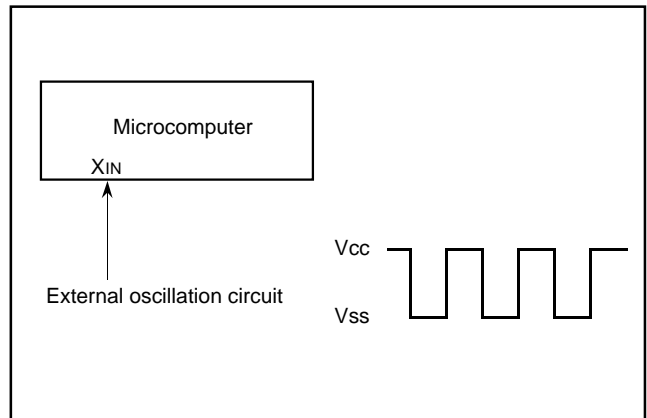 Microcomputer
XIN
External oscillation circuit
Vcc
Vss